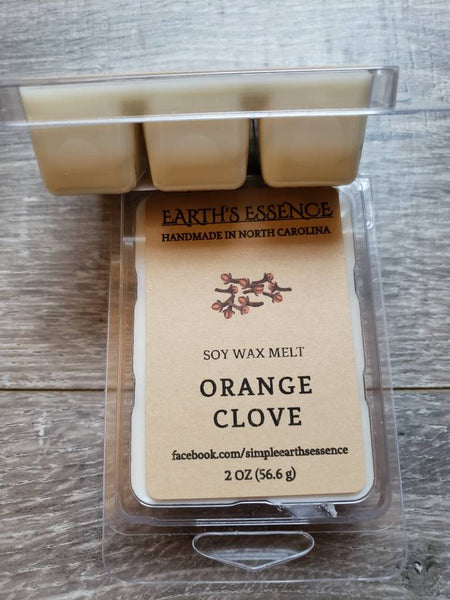 EARTH'S ESSENCE
HANDMADE IN NORTH CAROLINA
SOY WAX MELT
ORANGE
CLOVE
facebook.com/simpleearthsessence
2 OZ (56.6 g)